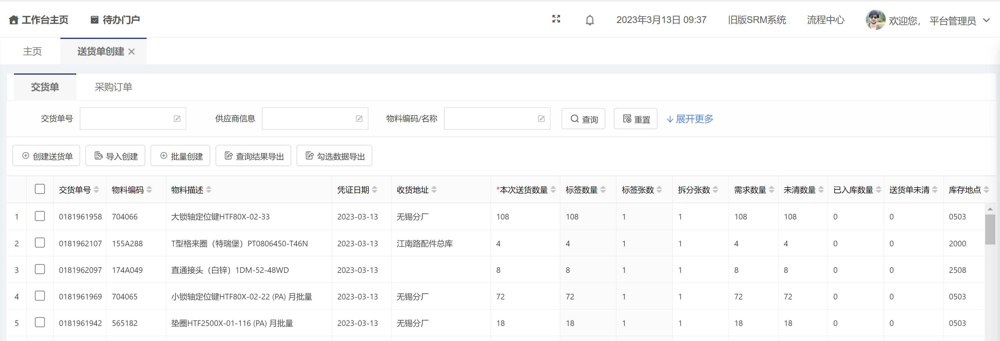 工作台主页 待办门户 2023年3月13日 09:37 旧版SRM系统 流程中心 欢迎您， 平台管理员
主页 送货单创建
交货单 采购订单
交货单号 供应商信息 物料编码/名称 查询 重置 展开更多
创建送货单 导入创建 批量创建 查询结果导出 勾选数据导出
交货单号 物料编码 物料描述 凭证日期 收货地址 *本次送货数量 标签数量 标签张数 拆分张数 需求数量 未清数量 已入库数量 送货单未清 库存地点
1 0181961958 704066 大锁轴定位键HTF80X-02-33 2023-03-13 无锡分厂 108 108 1 1 108 108 0 0 0503
2 0181962107 155A288 T型格来圈（特瑞堡）PT0806450-T46N 2023-03-13 江南路配件总库 4 4 1 1 4 4 0 0 2000
3 0181962097 174A049 直通接头（白锌）1DM-52-48WD 2023-03-13 8 8 1 1 8 8 0 0 2508
4 0181961969 704065 小锁轴定位键HTF80X-02-22 (PA) 月批量 2023-03-13 无锡分厂 72 72 1 1 72 72 0 0 0503
5 0181961942 565182 垫圈HTF2500X-01-116 (PA) 月批量 2023-03-13 无锡分厂 18 18 1 1 18 18 0 0 0503